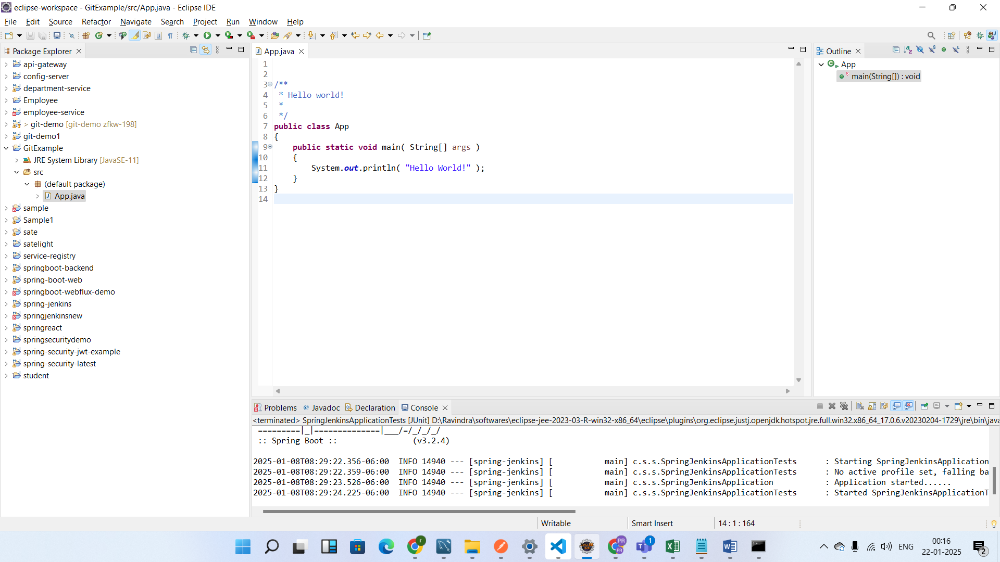 eclipse-workspace - GitExample/src/App.java - Eclipse IDE
File Edit Source Refactor Navigate Search Project Run Window Help
Package Explorer
api-gateway
config-server
department-service
Employee
employee-service
> git-demo [git-demo zfkw-198]
git-demo1
GitExample
JRE System Library [JavaSE-11]
src
(default package)
App.java
sample
Sample1
sate
satelight
service-registry
springboot-backend
spring-boot-web
springboot-webflux-demo
spring-jenkins
springjenkinsnew
springreact
springsecuritydemo
spring-security-jwt-example
spring-security-latest
student
App.java
1
2
3 /**
4  * Hello world!
5  *
6  */
7 public class App
8 {
9     public static void main( String[] args )
10     {
11         System.out.println( "Hello World!" );
12     }
13 }
14
Outline
App
main(String[]) : void
Problems @ Javadoc Declaration Console
<terminated> SpringJenkinsApplicationTests [JUnit] D:\Ravindra\softwares\eclipse-jee-2023-03-R-win32-x86_64\eclipse\plugins\org.eclipse.justj.openjdk.hotspot.jre.full.win32.x86_64_17.0.6.v20230204-1729\jre\bin\java
=========|_|==============|___/=/_/_/_/
:: Spring Boot ::                (v3.2.4)
2025-01-08T08:29:22.356-06:00  INFO 14940 --- [spring-jenkins] [           main] c.s.s.SpringJenkinsApplicationTests      : Starting SpringJenkinsApplication
2025-01-08T08:29:22.359-06:00  INFO 14940 --- [spring-jenkins] [           main] c.s.s.SpringJenkinsApplicationTests      : No active profile set, falling ba
2025-01-08T08:29:23.526-06:00  INFO 14940 --- [spring-jenkins] [           main] c.s.s.SpringJenkinsApplication           : Application started......
2025-01-08T08:29:24.225-06:00  INFO 14940 --- [spring-jenkins] [           main] c.s.s.SpringJenkinsApplicationTests      : Started SpringJenkinsApplicationT
Writable Smart Insert 14 : 1 : 164
ENG
00:16
22-01-2025
2